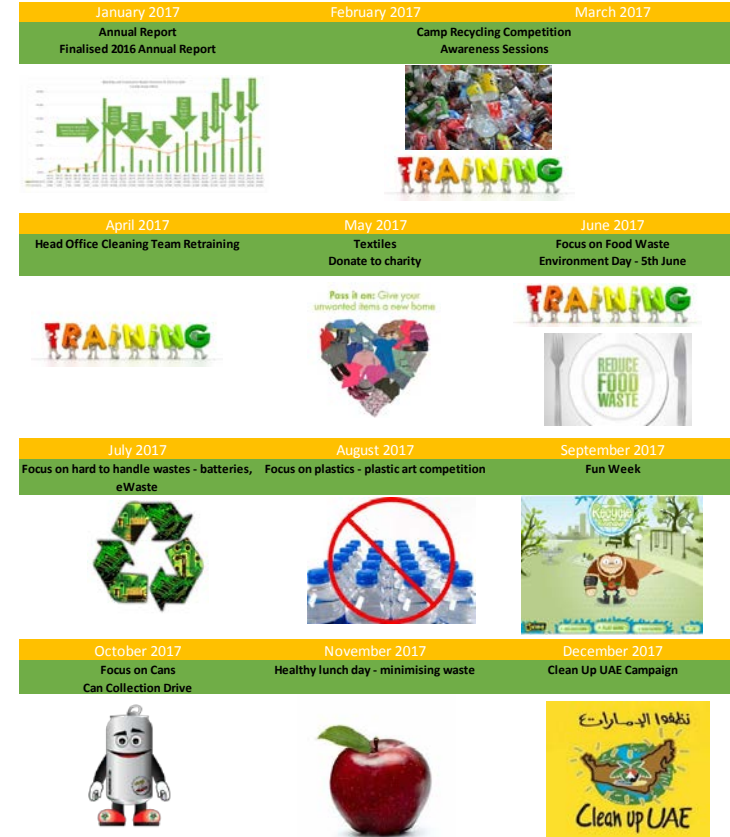 January 2017
February 2017
March 2017
Annual Report
Finalised 2016 Annual Report
Camp Recycling Competition
Awareness Sessions
TRAINING
April 2017
May 2017
June 2017
Head Office Cleaning Team Retraining
Textiles
Donate to charity
Focus on Food Waste
Environment Day - 5th June
TRAINING
Pass it on: Give your
unwanted items a new home
TRAINING
REDUCE
FOOD
WASTE
July 2017
August 2017
September 2017
Focus on hard to handle wastes - batteries,
eWaste
Focus on plastics - plastic art competition
Fun Week
Recycle
October 2017
November 2017
December 2017
Focus on Cans
Can Collection Drive
Healthy lunch day - minimising waste
Clean Up UAE Campaign
نظفوا الإمارات
Clean up UAE